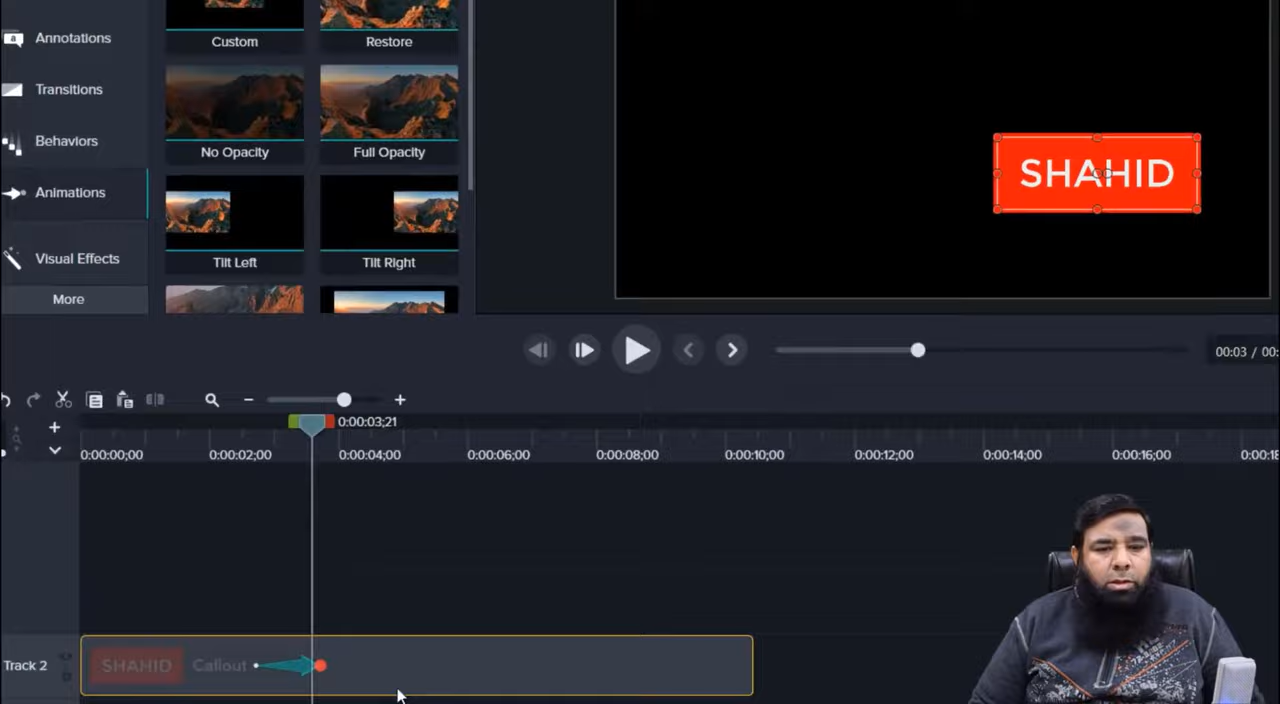 Annotations
Transitions
Behaviors
Animations
Visual Effects
More
Custom
Restore
No Opacity
Full Opacity
Tilt Left
Tilt Right
SHAHID
00:03 / 00:
0:00:03;21
0:00:00;00
0:00:02;00
0:00:04;00
0:00:06;00
0:00:08;00
0:00:10;00
0:00:12;00
0:00:14;00
0:00:16;00
0:00:18
Track 2
SHAHID
Callout